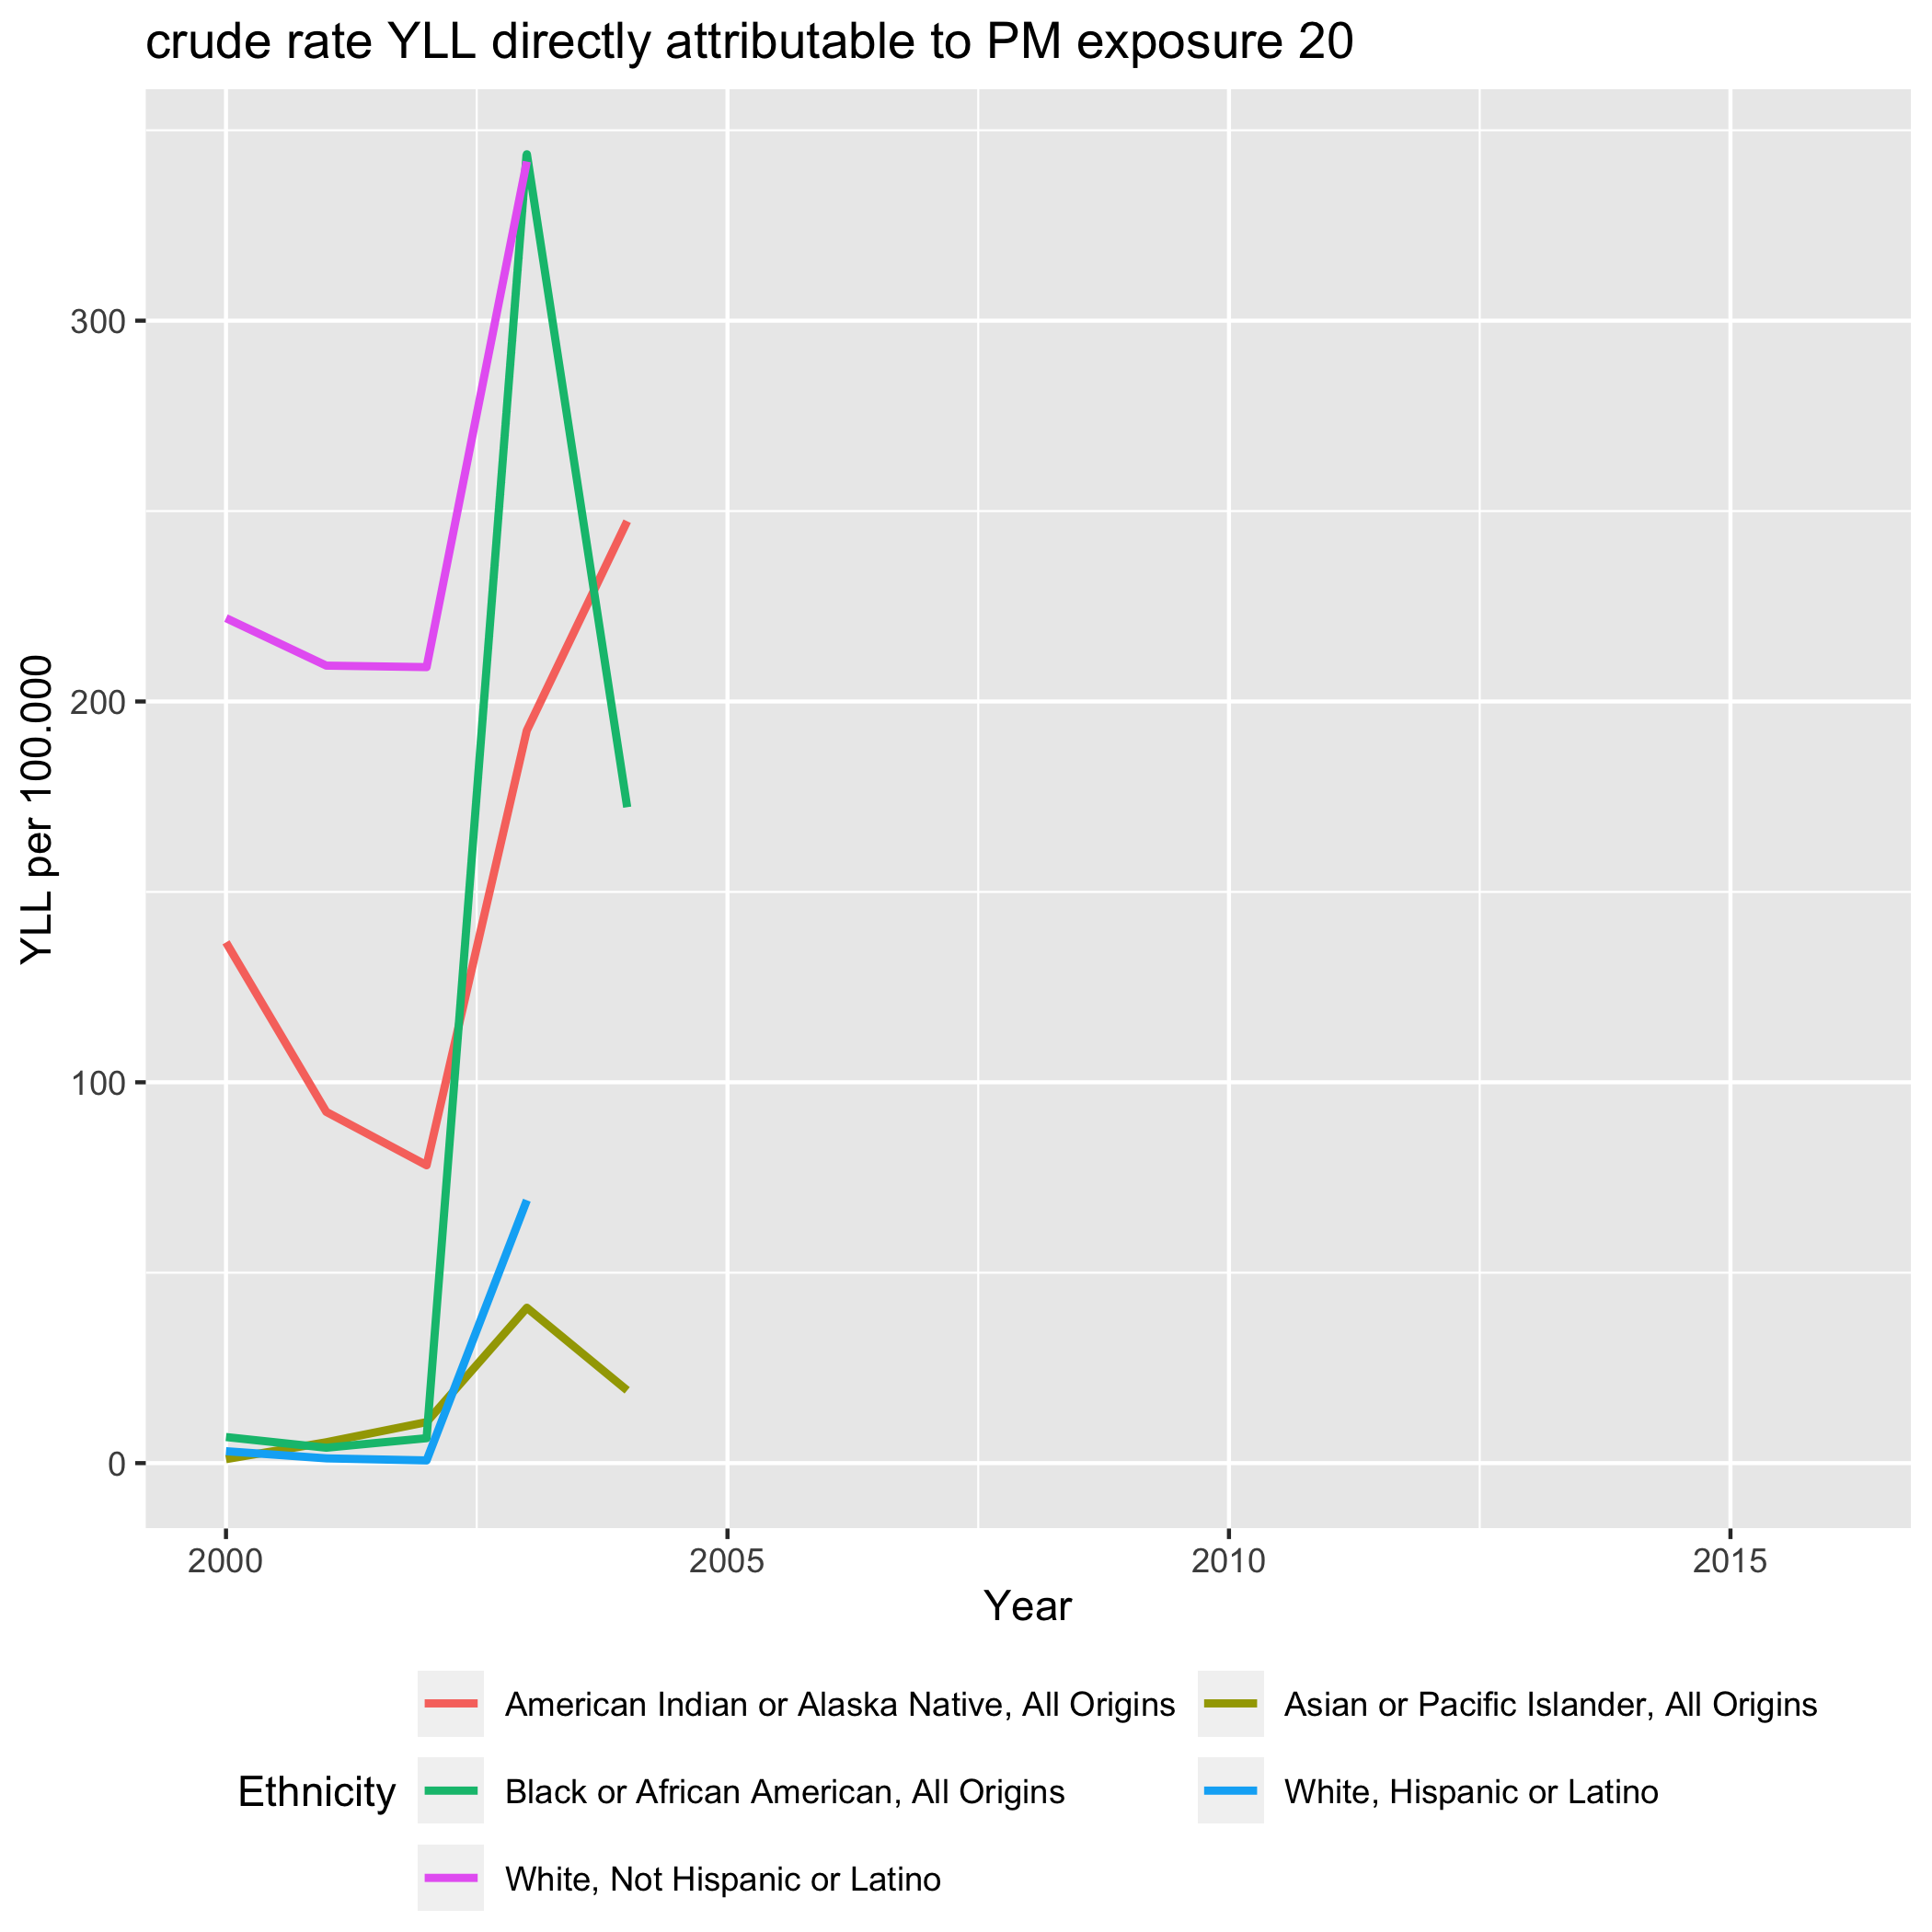 crude rate YLL directly attributable to PM exposure 20
YLL per 100.000
300
200
100
0
2000 2005 2010 2015
Year
Ethnicity
American Indian or Alaska Native, All Origins
Asian or Pacific Islander, All Origins
Black or African American, All Origins
White, Hispanic or Latino
White, Not Hispanic or Latino